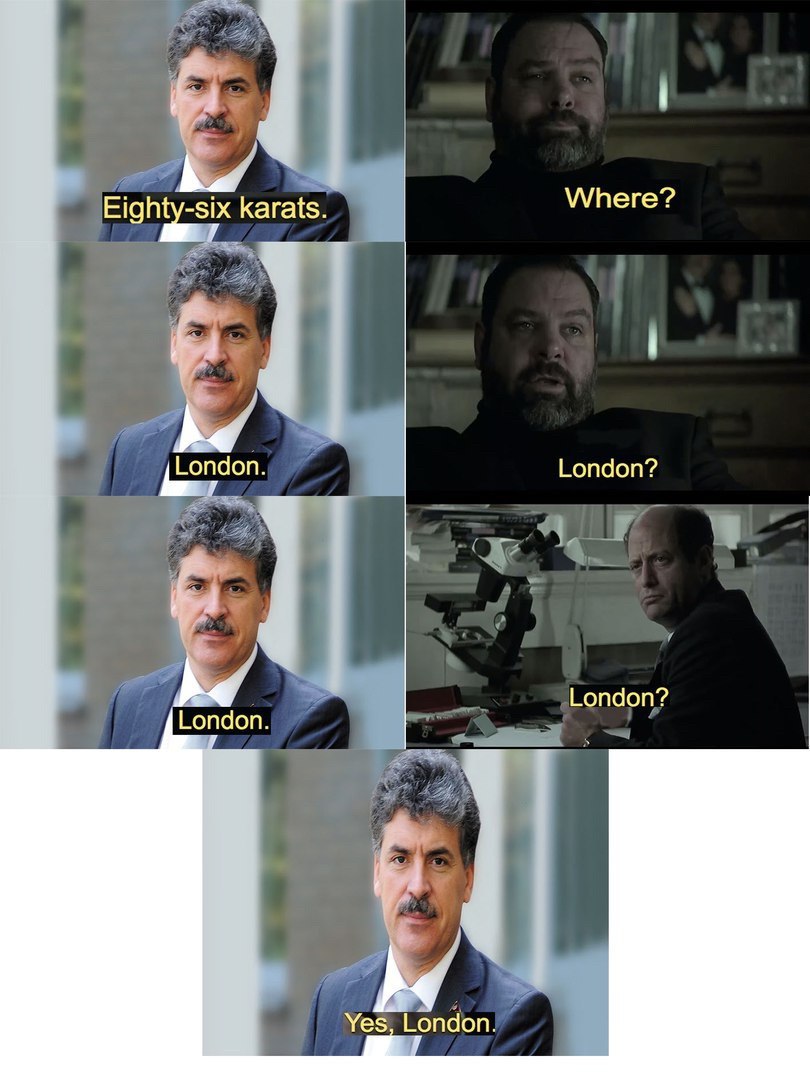 Eighty-six karats.
Where?
London.
London?
London.
London?
Yes, London.